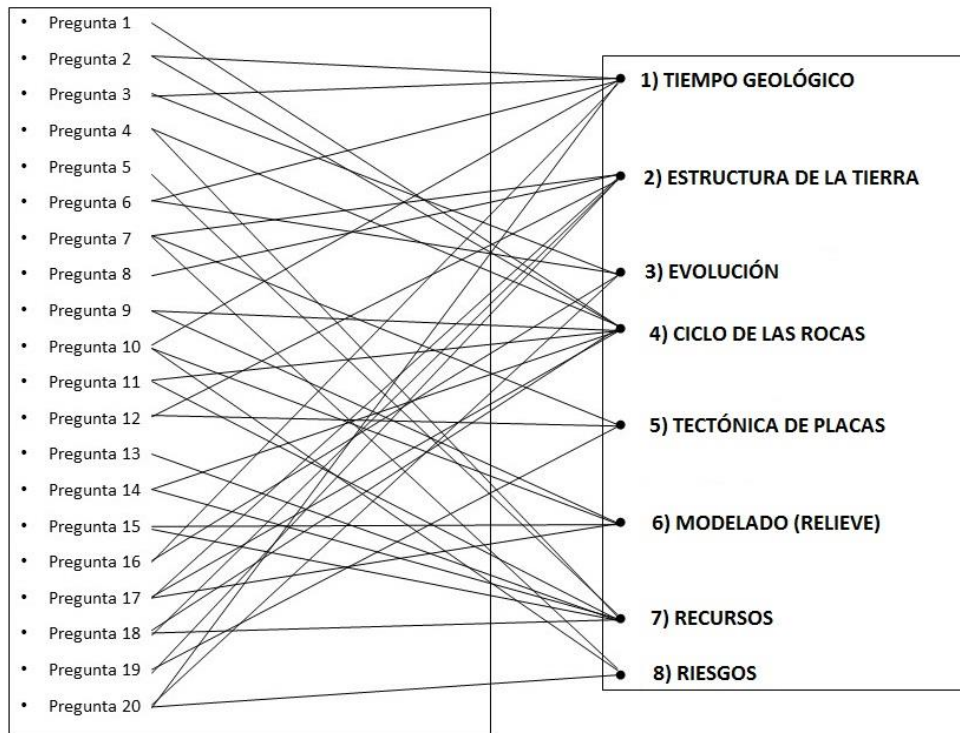 • Pregunta 1
• Pregunta 2
• Pregunta 3
• Pregunta 4
• Pregunta 5
• Pregunta 6
• Pregunta 7
• Pregunta 8
• Pregunta 9
• Pregunta 10
• Pregunta 11
• Pregunta 12
• Pregunta 13
• Pregunta 14
• Pregunta 15
• Pregunta 16
• Pregunta 17
• Pregunta 18
• Pregunta 19
• Pregunta 20
1) TIEMPO GEOLÓGICO
2) ESTRUCTURA DE LA TIERRA
3) EVOLUCIÓN
4) CICLO DE LAS ROCAS
5) TECTÓNICA DE PLACAS
6) MODELADO (RELIEVE)
7) RECURSOS
8) RIESGOS